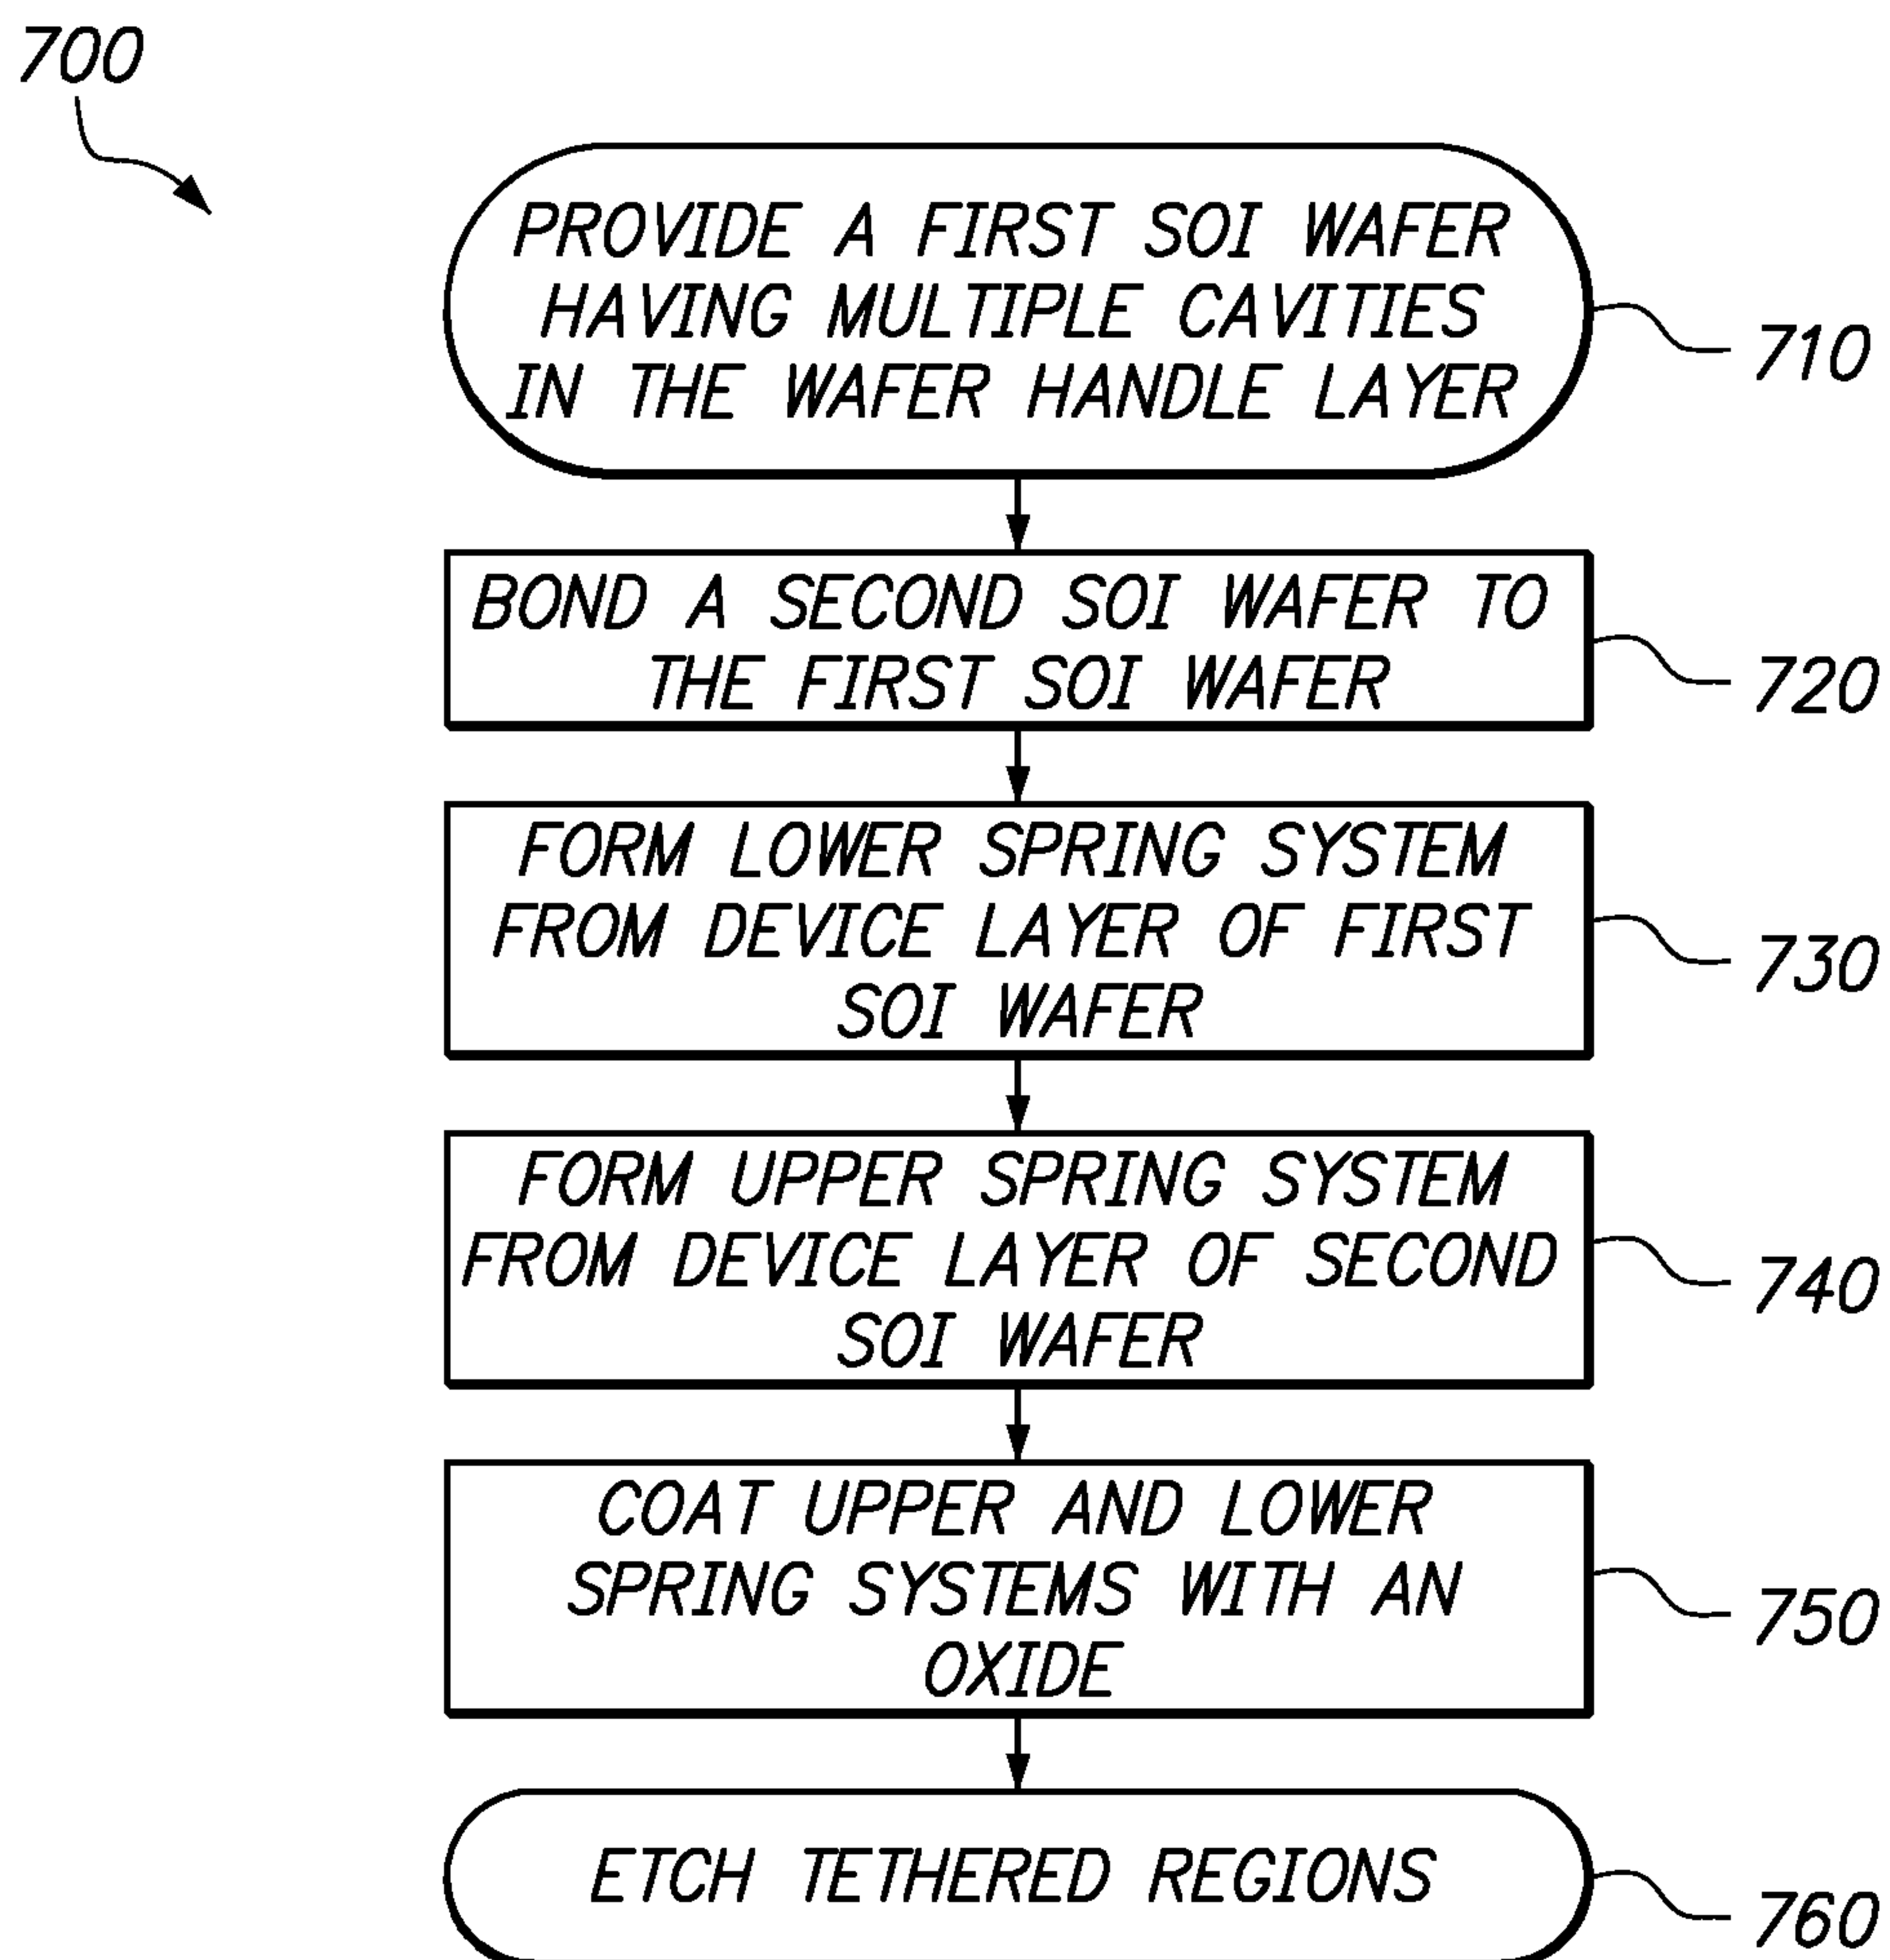 700
PROVIDE A FIRST SOI WAFER
HAVING MULTIPLE CAVITIES
IN THE WAFER HANDLE LAYER
710
BOND A SECOND SOI WAFER TO
THE FIRST SOI WAFER
720
FORM LOWER SPRING SYSTEM
FROM DEVICE LAYER OF FIRST
SOI WAFER
730
FORM UPPER SPRING SYSTEM
FROM DEVICE LAYER OF SECOND
SOI WAFER
740
COAT UPPER AND LOWER
SPRING SYSTEMS WITH AN
OXIDE
750
ETCH TETHERED REGIONS
760